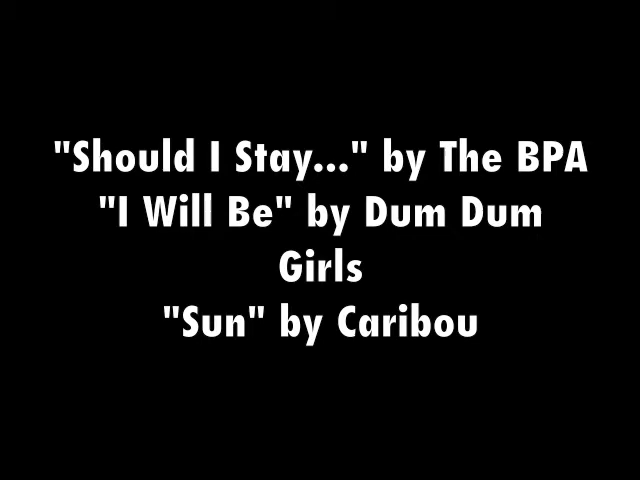 "Should I Stay..." by The BPA
"I Will Be" by Dum Dum
Girls
"Sun" by Caribou